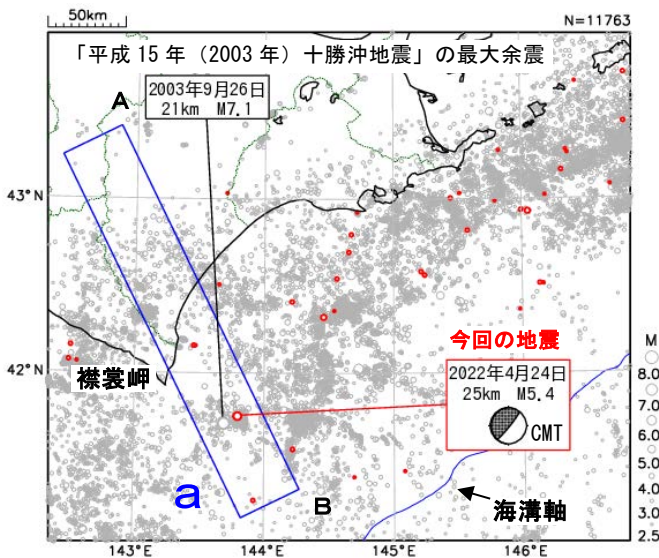 50km
N=11763
「平成 15 年（2003 年）十勝沖地震」の最大余震
A
2003年9月26日
21km M7.1
43°N
今回の地震
42°N
襟裳岬
2022年4月24日
25km M5.4
CMT
M
8.0
7.0
6.0
5.0
4.0
3.0
2.5
a
B
海溝軸
143°E
144°E
145°E
146°E